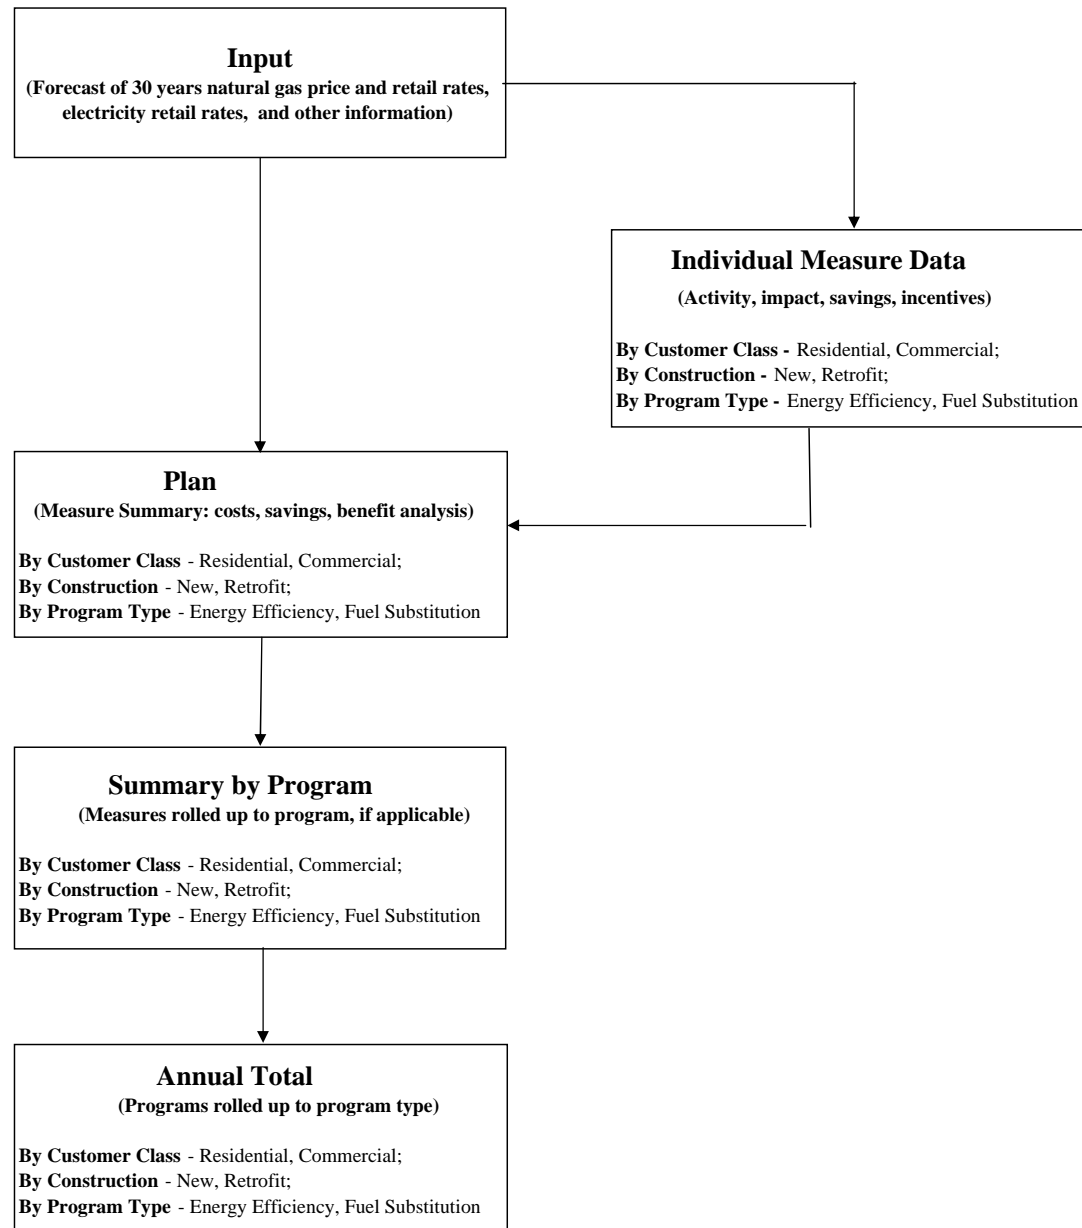 Input
(Forecast of 30 years natural gas price and retail rates,
electricity retail rates,  and other information)
Individual Measure Data
(Activity, impact, savings, incentives)
By Customer Class - Residential, Commercial;
By Construction - New, Retrofit;
By Program Type - Energy Efficiency, Fuel Substitution
Plan
(Measure Summary: costs, savings, benefit analysis)
By Customer Class - Residential, Commercial;
By Construction - New, Retrofit;
By Program Type - Energy Efficiency, Fuel Substitution
Summary by Program
(Measures rolled up to program, if applicable)
By Customer Class - Residential, Commercial;
By Construction - New, Retrofit;
By Program Type - Energy Efficiency, Fuel Substitution
Annual Total
(Programs rolled up to program type)
By Customer Class - Residential, Commercial;
By Construction - New, Retrofit;
By Program Type - Energy Efficiency, Fuel Substitution